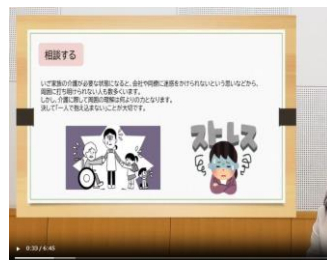 相談する
いざ家族の介護が必要な状態になると、会社や同僚に迷惑をかけられないという思いなどから、
周囲に打ち明けられない人も数多くいます。
しかし、介護に関して周囲の理解は何よりの力となります。
決して「一人で抱え込まない」ことが大切です。
ストレス
0:33 / 6:45